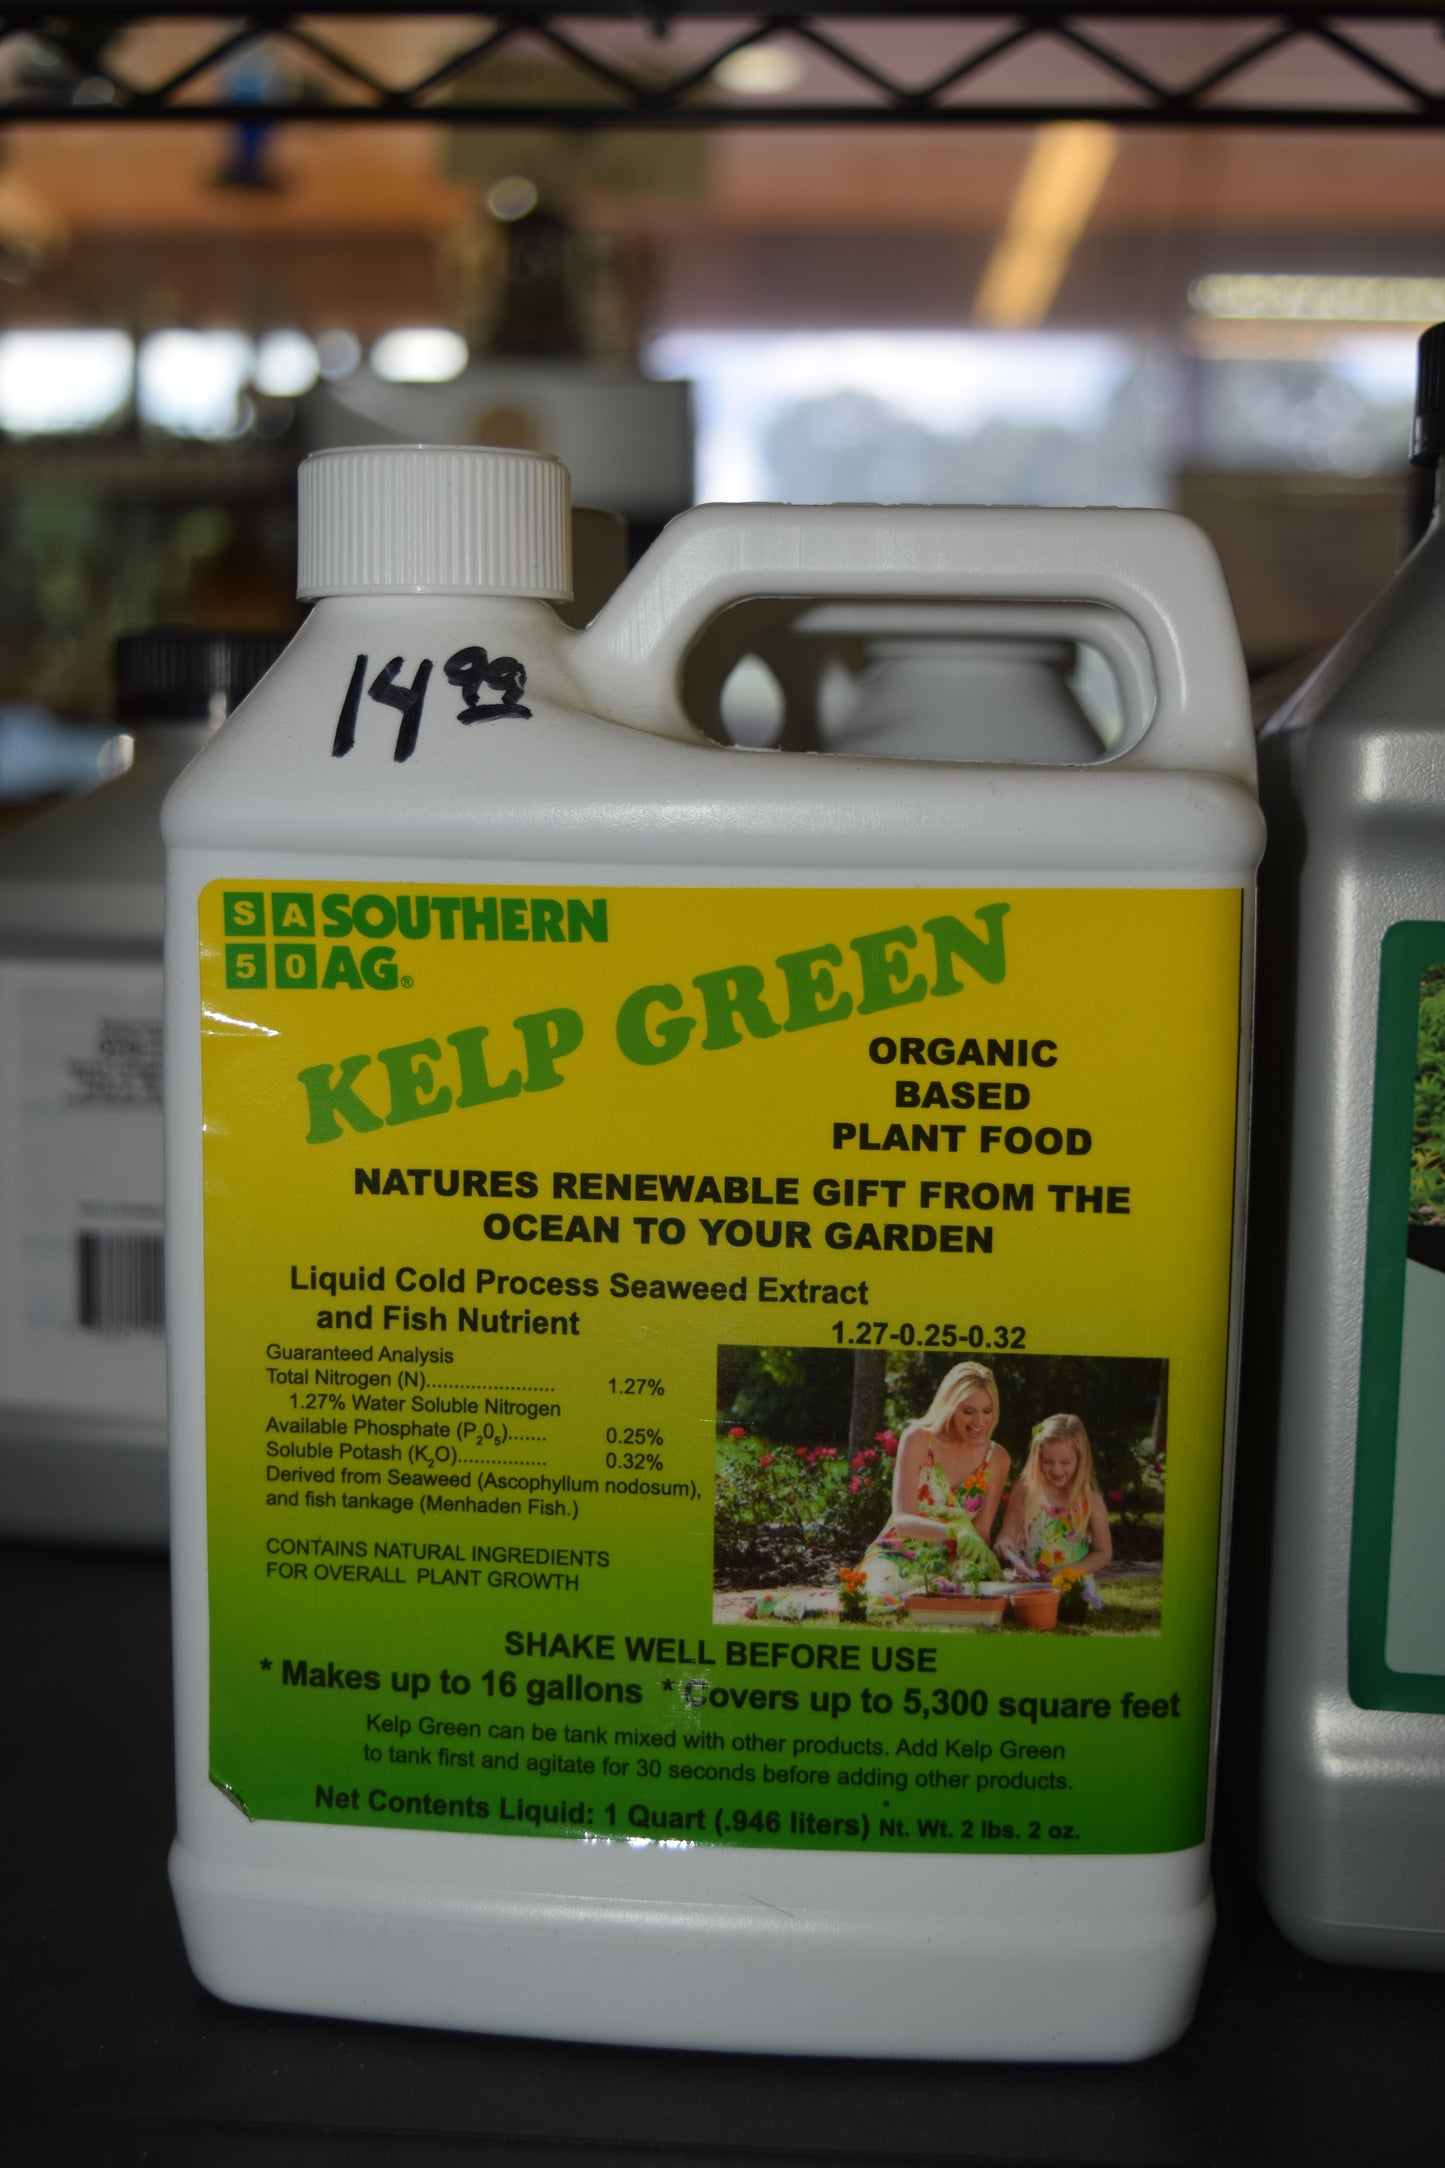 14 99
SA SOUTHERN
50 AG®
KELP GREEN
ORGANIC
BASED
PLANT FOOD
NATURES RENEWABLE GIFT FROM THE
OCEAN TO YOUR GARDEN
Liquid Cold Process Seaweed Extract
and Fish Nutrient
1.27-0.25-0.32
Guaranteed Analysis
Total Nitrogen (N)....................... 1.27%
1.27% Water Soluble Nitrogen
Available Phosphate (P₂0₅)....... 0.25%
Soluble Potash (K₂O)................ 0.32%
Derived from Seaweed (Ascophyllum nodosum),
and fish tankage (Menhaden Fish.)
CONTAINS NATURAL INGREDIENTS
FOR OVERALL PLANT GROWTH
SHAKE WELL BEFORE USE
* Makes up to 16 gallons * Covers up to 5,300 square feet
Kelp Green can be tank mixed with other products. Add Kelp Green
to tank first and agitate for 30 seconds before adding other products.
Net Contents Liquid: 1 Quart (.946 liters) Nt. Wt. 2 lbs. 2 oz.